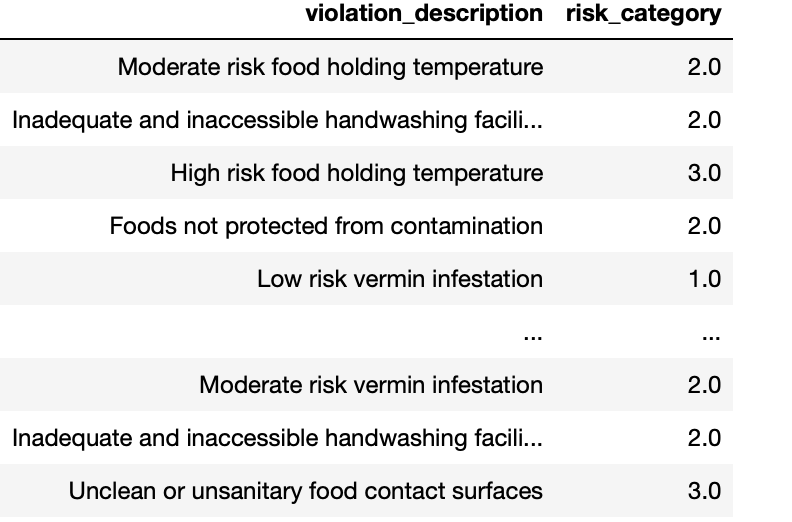 violation_description risk_category
Moderate risk food holding temperature 2.0
Inadequate and inaccessible handwashing facili... 2.0
High risk food holding temperature 3.0
Foods not protected from contamination 2.0
Low risk vermin infestation 1.0
... ...
Moderate risk vermin infestation 2.0
Inadequate and inaccessible handwashing facili... 2.0
Unclean or unsanitary food contact surfaces 3.0